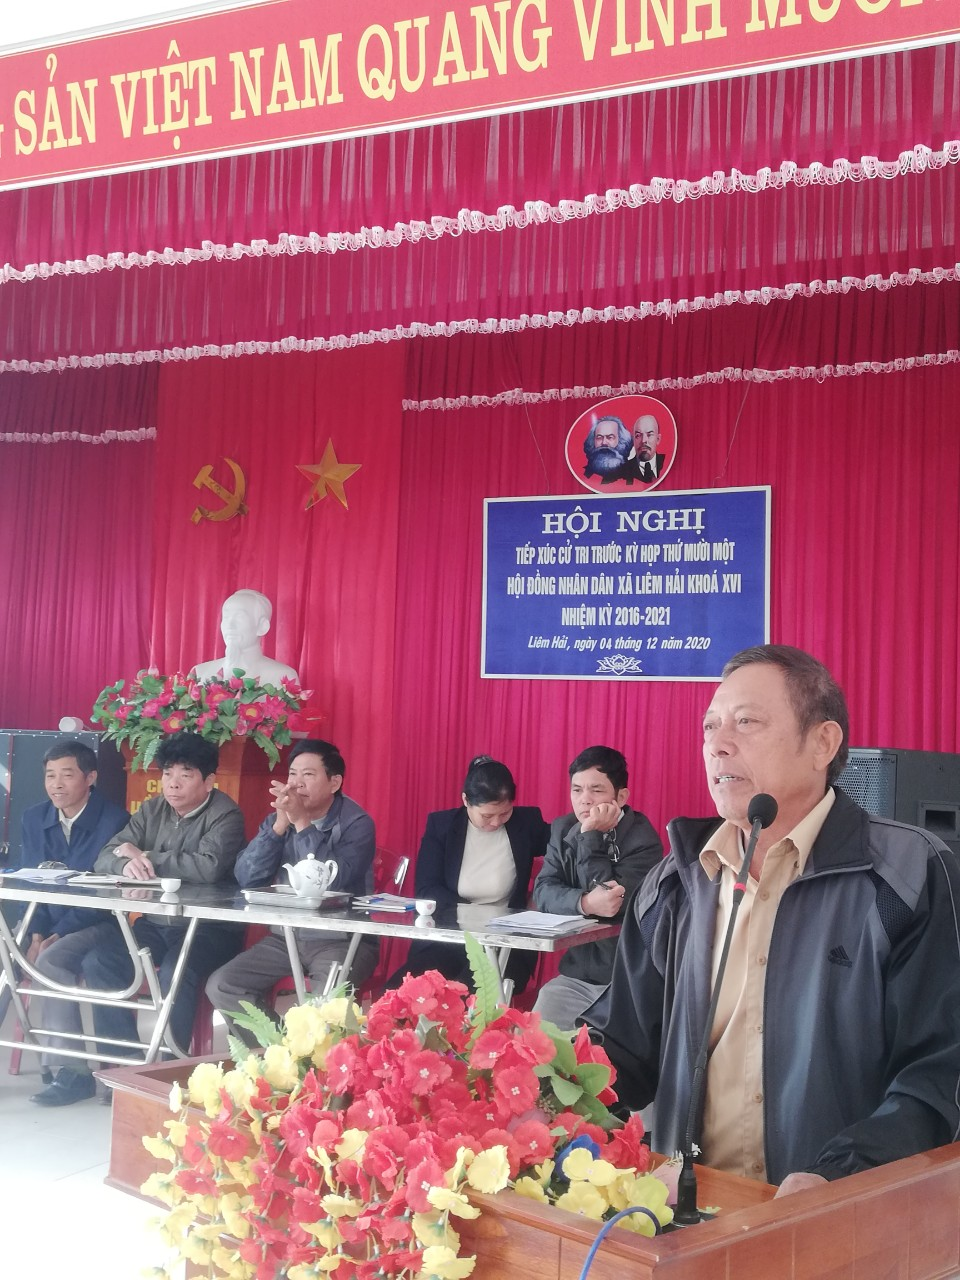 SẢN VIỆT NAM QUANG VINH MUÔN
HỘI NGHỊ
TIẾP XÚC CỬ TRI TRƯỚC KỲ HỌP THỨ MƯỜI MỘT
HỘI ĐỒNG NHÂN DÂN XÃ LIÊM HẢI KHOÁ XVI
NHIỆM KỲ 2016-2021
Liêm Hải, ngày 04 tháng 12 năm 2020
adidas